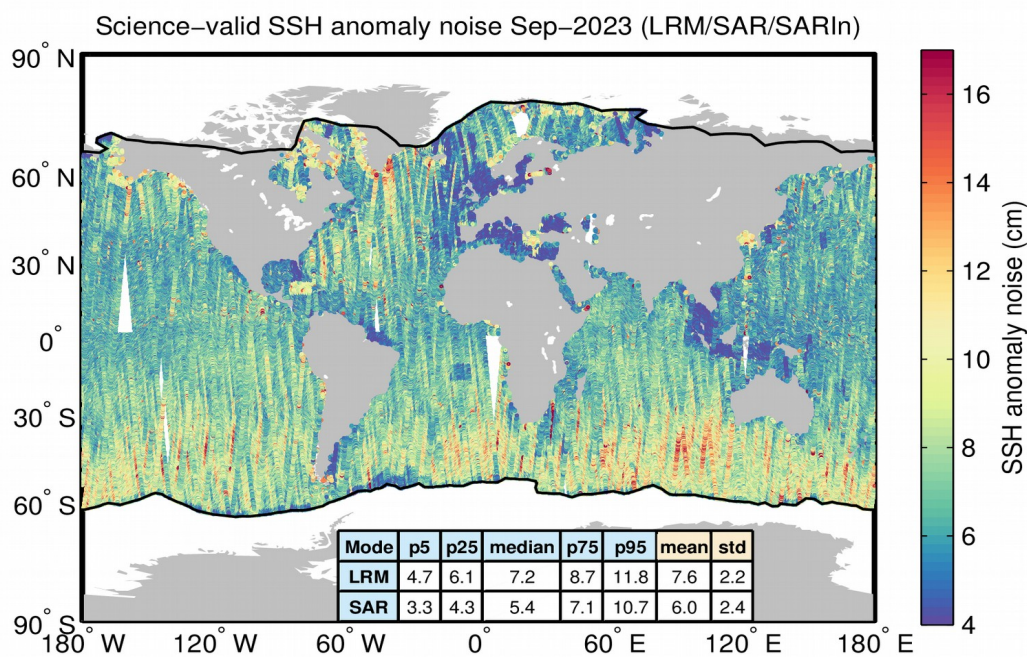 Science−valid SSH anomaly noise Sep−2023 (LRM/SAR/SARIn)
90° N
60° N
30° N
0°
30° S
60° S
90° S
180° W
120° W
60° W
0°
60° E
120° E
180° E
Mode p5 p25 median p75 p95 mean std
LRM 4.7 6.1 7.2 8.7 11.8 7.6 2.2
SAR 3.3 4.3 5.4 7.1 10.7 6.0 2.4
16
14
12
10
8
6
4
SSH anomaly noise (cm)